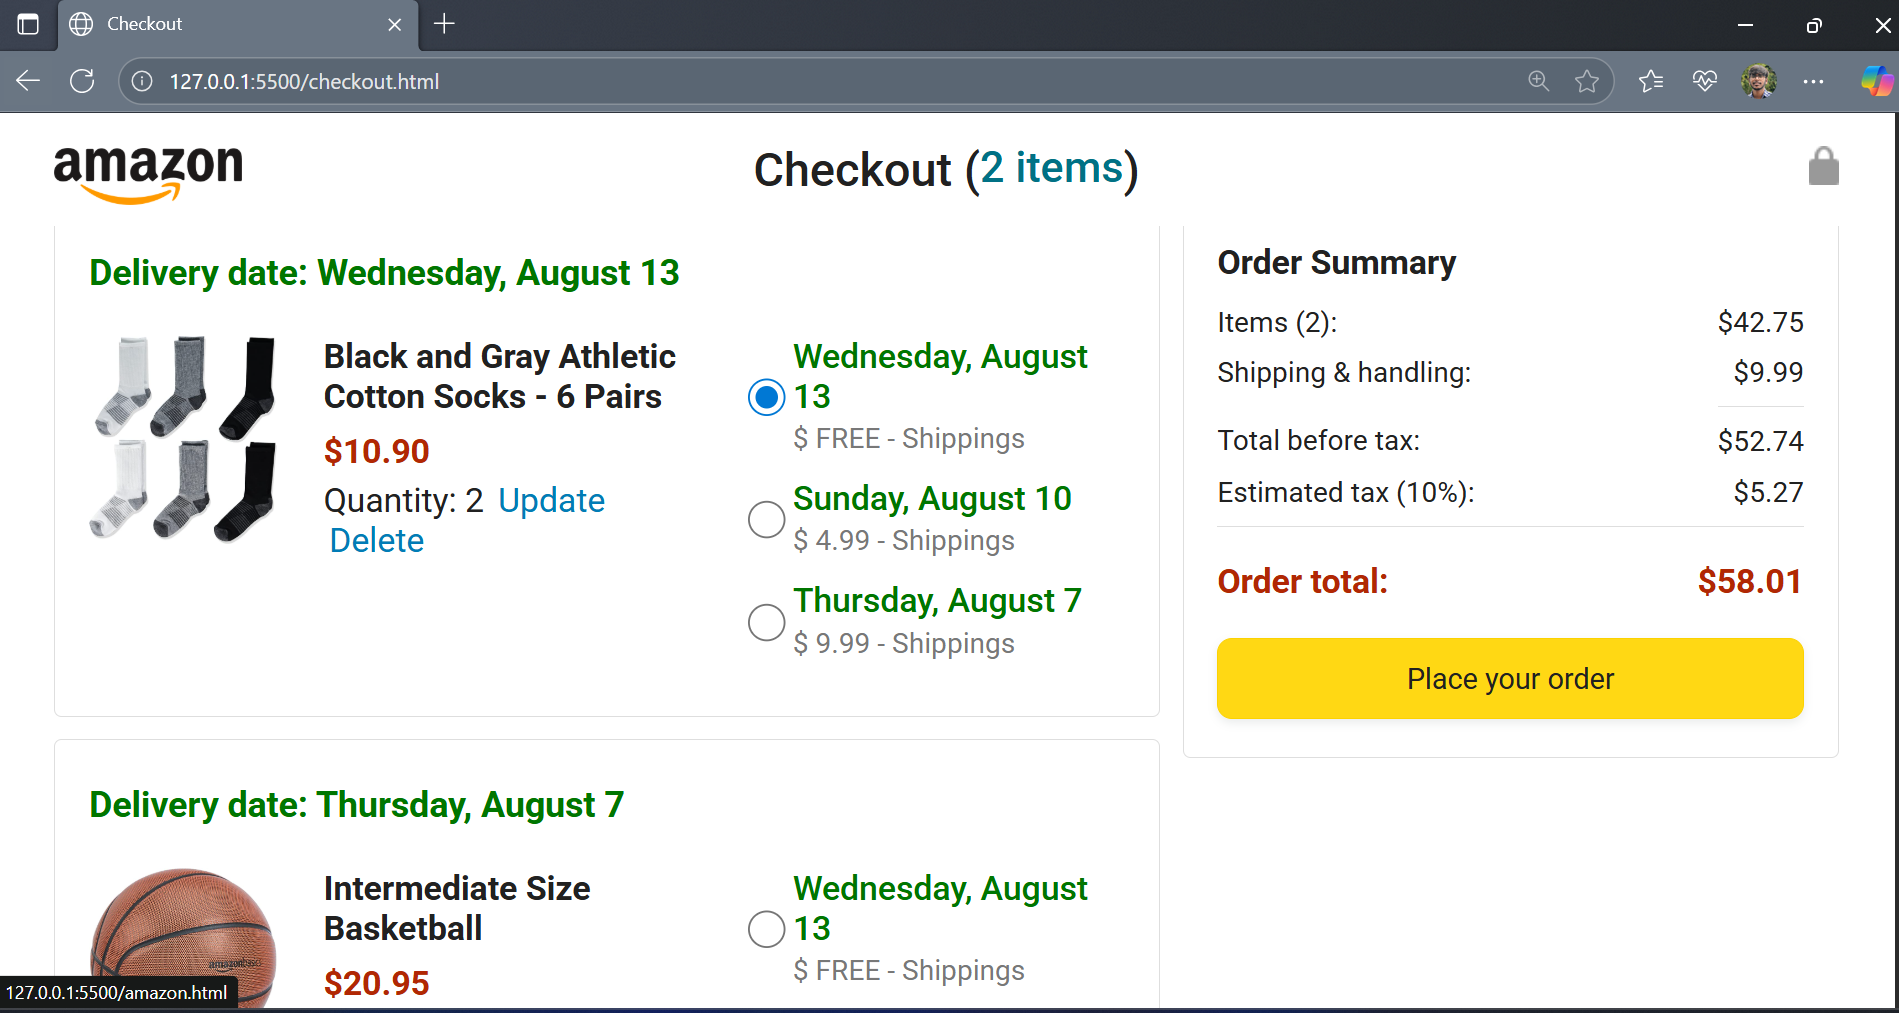 Checkout
127.0.0.1:5500/checkout.html
amazon
Checkout (2 items)
Delivery date: Wednesday, August 13
Black and Gray Athletic
Cotton Socks - 6 Pairs
$10.90
Quantity: 2 Update
Delete
Wednesday, August
13
$ FREE - Shippings
Sunday, August 10
$ 4.99 - Shippings
Thursday, August 7
$ 9.99 - Shippings
Order Summary
Items (2): $42.75
Shipping & handling: $9.99
Total before tax: $52.74
Estimated tax (10%): $5.27
Order total: $58.01
Place your order
Delivery date: Thursday, August 7
amazonbasics
Intermediate Size
Basketball
$20.95
Wednesday, August
13
$ FREE - Shippings
127.0.0.1:5500/amazon.html